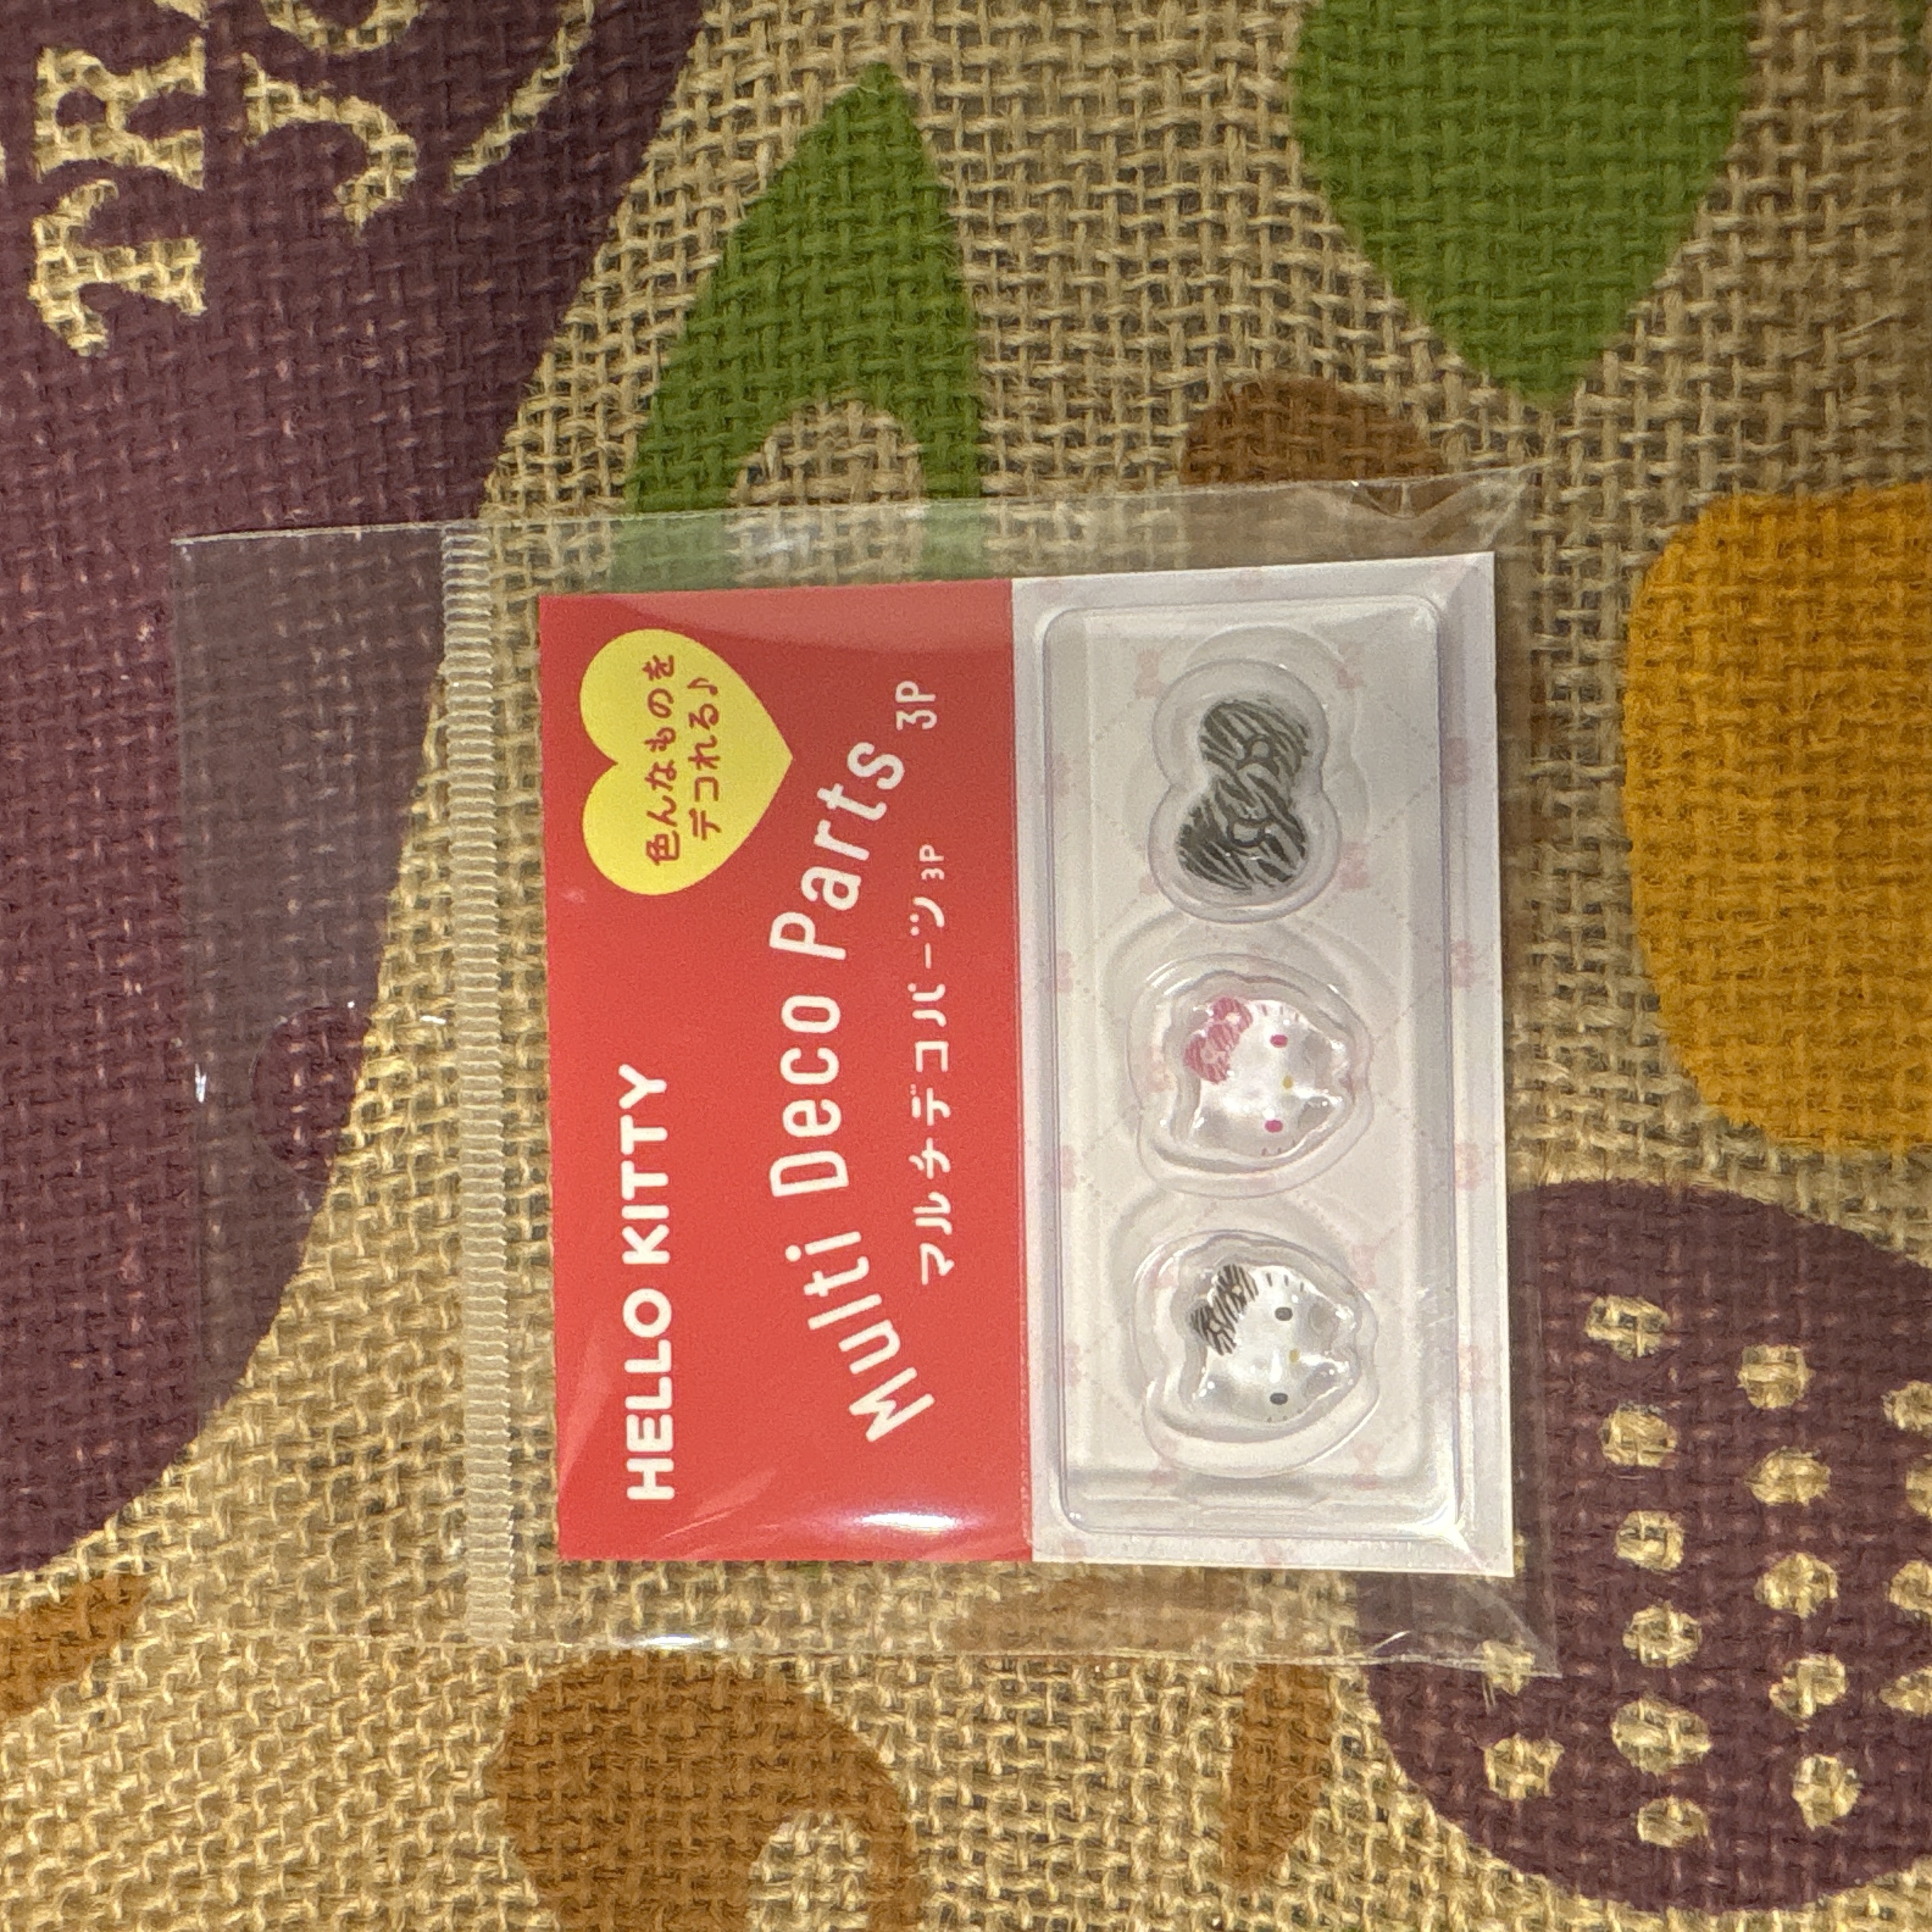 HELLO KITTY
色んなものを
デコれる♪
Multi Deco Parts 3P
マルチデコパーツ 3P